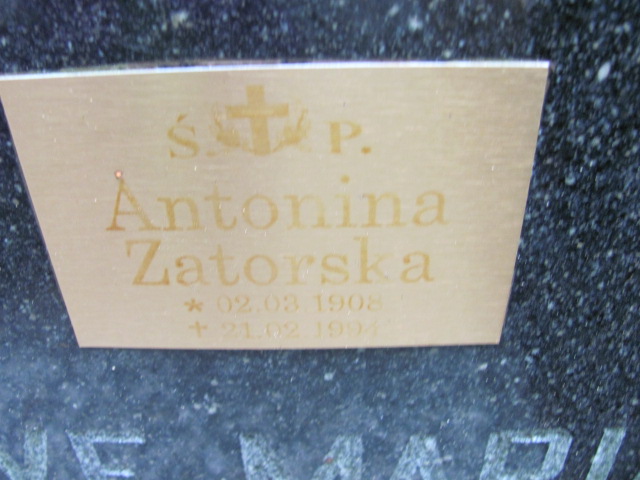 Ś. P.
Antonina
Zatorska
* 02.03 1908
+ 21.02 1994